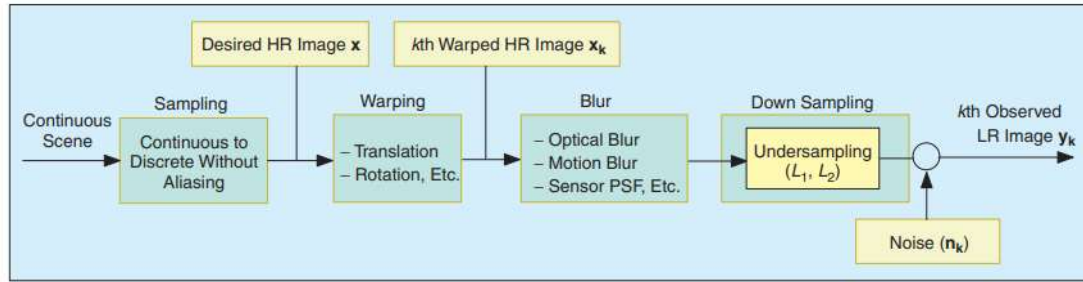 Desired HR Image x
kth Warped HR Image xₖ
Continuous
Scene
Sampling
Continuous to
Discrete Without
Aliasing
Warping
– Translation
– Rotation, Etc.
Blur
– Optical Blur
– Motion Blur
– Sensor PSF, Etc.
Down Sampling
Undersampling
(L₁, L₂)
kth Observed
LR Image yₖ
Noise (nₖ)